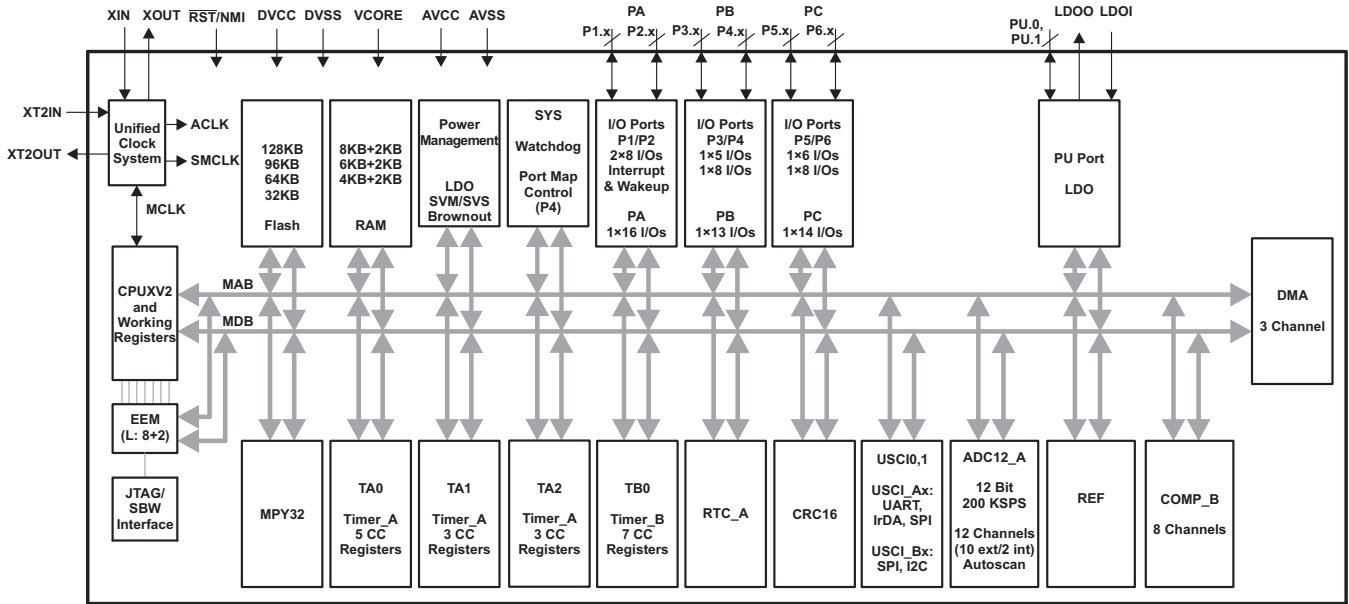 XIN
XOUT
RST/NMI
DVCC
DVSS
VCORE
AVCC
AVSS
PA
P1.x
P2.x
PB
P3.x
P4.x
PC
P5.x
P6.x
PU.0,
PU.1
LDOO
LDOI
XT2IN
XT2OUT
Unified
Clock
System
ACLK
SMCLK
MCLK
128KB
96KB
64KB
32KB
Flash
8KB+2KB
6KB+2KB
4KB+2KB
RAM
Power
Management
LDO
SVM/SVS
Brownout
SYS
Watchdog
Port Map
Control
(P4)
I/O Ports
P1/P2
2×8 I/Os
Interrupt
& Wakeup
PA
1×16 I/Os
I/O Ports
P3/P4
1×5 I/Os
1×8 I/Os
PB
1×13 I/Os
I/O Ports
P5/P6
1×6 I/Os
1×8 I/Os
PC
1×14 I/Os
PU Port
LDO
CPUXV2
and
Working
Registers
MAB
MDB
DMA
3 Channel
EEM
(L: 8+2)
JTAG/
SBW
Interface
MPY32
TA0
Timer_A
5 CC
Registers
TA1
Timer_A
3 CC
Registers
TA2
Timer_A
3 CC
Registers
TB0
Timer_B
7 CC
Registers
RTC_A
CRC16
USCI0,1
USCI_Ax:
UART,
IrDA, SPI
USCI_Bx:
SPI, I2C
ADC12_A
12 Bit
200 KSPS
12 Channels
(10 ext/2 int)
Autoscan
REF
COMP_B
8 Channels